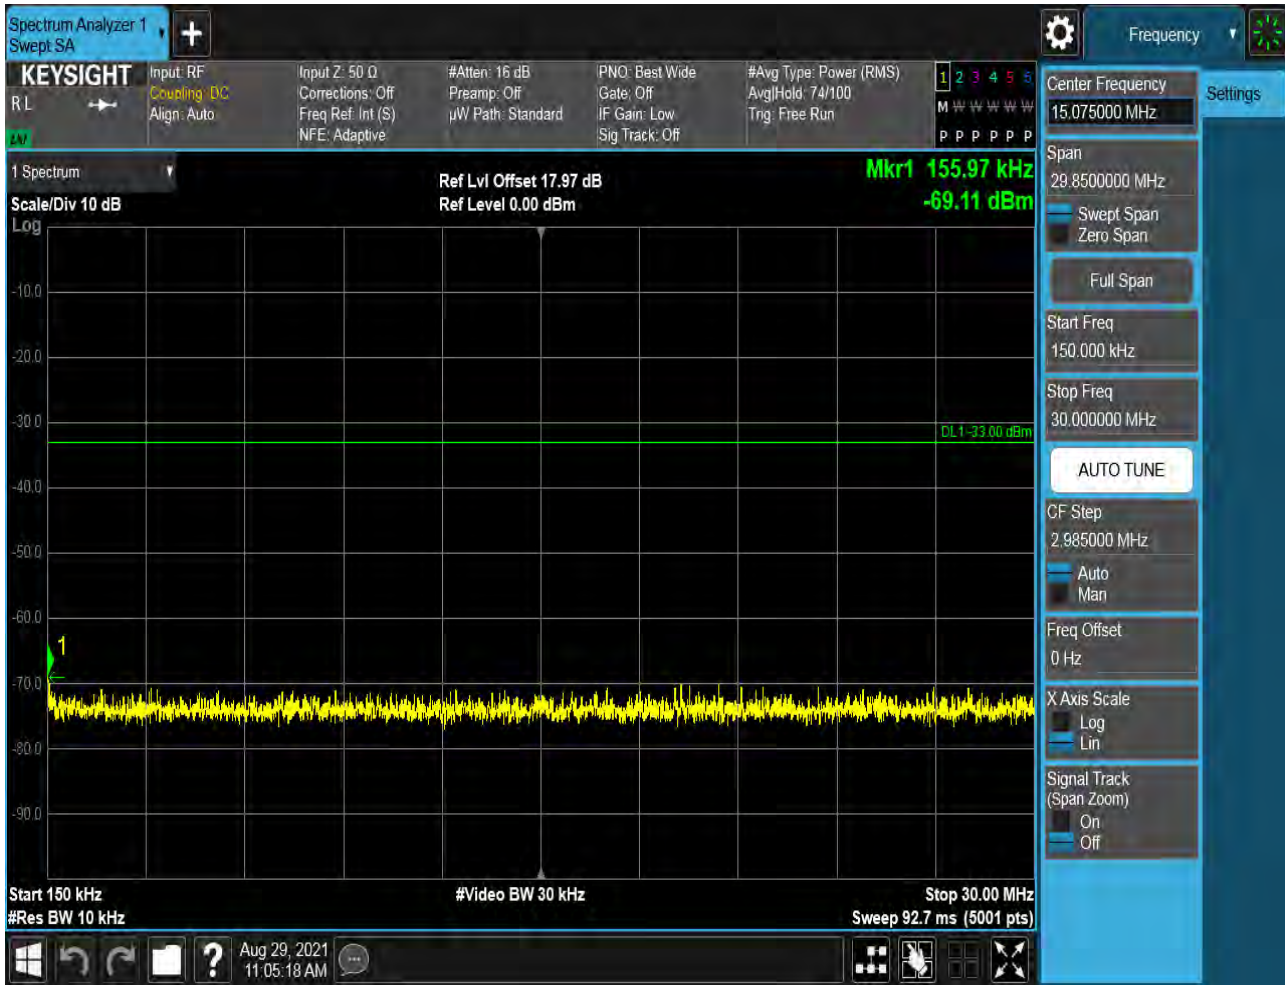 Spectrum Analyzer 1
Swept SA
+
Frequency
KEYSIGHT
R L
LNI
Input: RF
Coupling: DC
Align: Auto
Input Z: 50 Ω
Corrections: Off
Freq Ref: Int (S)
NFE: Adaptive
#Atten: 16 dB
Preamp: Off
µW Path: Standard
PNO: Best Wide
Gate: Off
IF Gain: Low
Sig Track: Off
#Avg Type: Power (RMS)
Avg|Hold: 74/100
Trig: Free Run
1 2 3 4 5 6
M W W W W W
P P P P P P
1 Spectrum
Scale/Div 10 dB
Log
Ref Lvl Offset 17.97 dB
Ref Level 0.00 dBm
Mkr1 155.97 kHz
-69.11 dBm
-10.0
-20.0
-30.0
DL1 -33.00 dBm
-40.0
-50.0
-60.0
1
-70.0
-80.0
-90.0
Start 150 kHz
#Res BW 10 kHz
#Video BW 30 kHz
Stop 30.00 MHz
Sweep 92.7 ms (5001 pts)
?
Aug 29, 2021
11:05:18 AM
Center Frequency
15.075000 MHz
Settings
Span
29.8500000 MHz
Swept Span
Zero Span
Full Span
Start Freq
150.000 kHz
Stop Freq
30.000000 MHz
AUTO TUNE
CF Step
2.985000 MHz
Auto
Man
Freq Offset
0 Hz
X Axis Scale
Log
Lin
Signal Track
(Span Zoom)
On
Off